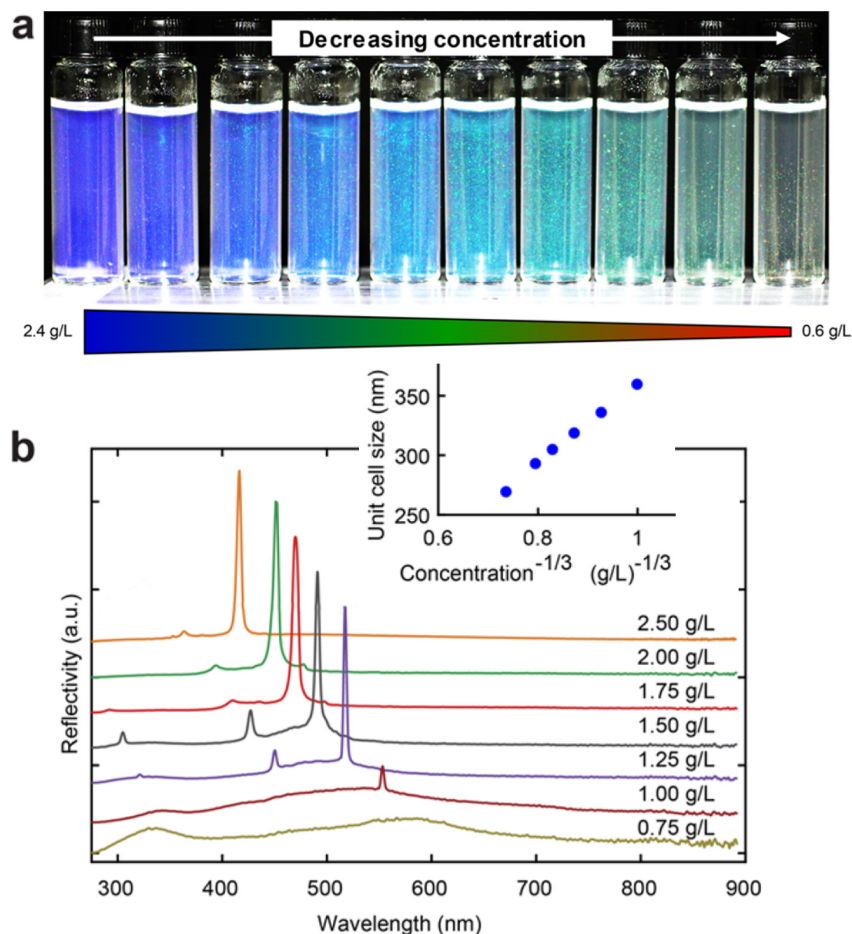 a
Decreasing concentration
2.4 g/L
0.6 g/L
b
Unit cell size (nm)
350
300
250
0.6
0.8
1
Concentration-1/3 (g/L)-1/3
Reflectivity (a.u.)
2.50 g/L
2.00 g/L
1.75 g/L
1.50 g/L
1.25 g/L
1.00 g/L
0.75 g/L
300 400 500 600 700 800 900
Wavelength (nm)